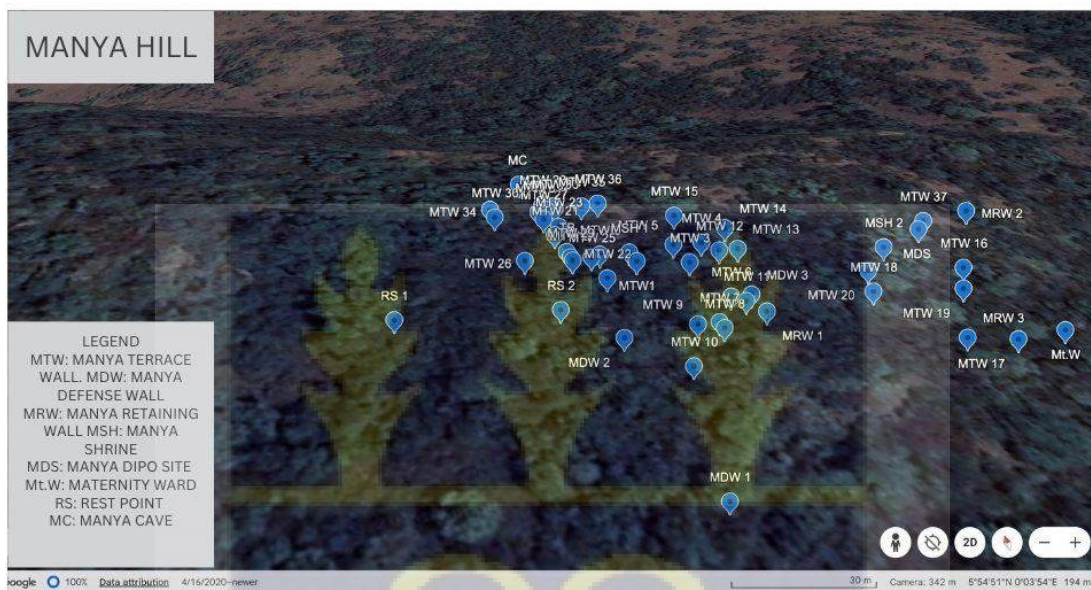 MANYA HILL
MC
MTW 36
MTW 30
MTW 15
MTW 34
MTW 23
MTW 21
MTW 5
MTW 4
MTW 14
MTW 12
MTW 13
MTW 37
MRW 2
MSH 2
MDS
MTW 16
MTW 25
MTW 22
MTW 3
MTW 26
MTW 18
RS 2
MTW1
MTW 11
MDW 3
RS 1
MTW 9
MTW 8
MTW 20
MTW 19
MRW 1
MRW 3
MTW 10
MDW 2
MTW 17
Mt.W
MDW 1
LEGEND
MTW: MANYA TERRACE
WALL. MDW: MANYA
DEFENSE WALL
MRW: MANYA RETAINING
WALL MSH: MANYA
SHRINE
MDS: MANYA DIPO SITE
Mt.W: MATERNITY WARD
RS: REST POINT
MC: MANYA CAVE
2D
100% Data attribution 4/16/2020-newer
30 m Camera: 342 m 5°54'51"N 0°03'54"E 194 m